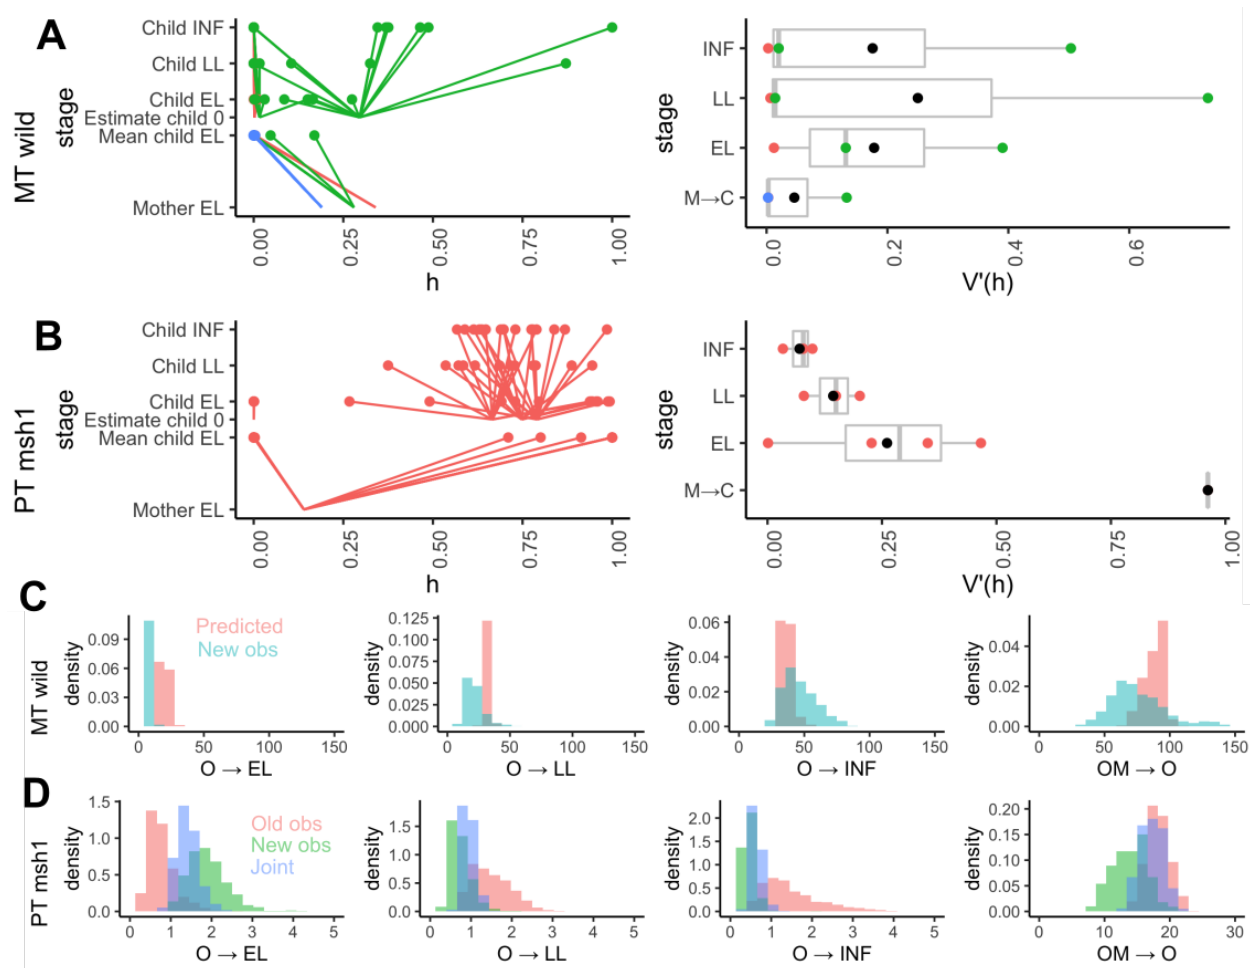 A
MT wild
stage
Child INF
Child LL
Child EL
Estimate child 0
Mean child EL
Mother EL
0.00 0.25 0.50 0.75 1.00
h
stage
INF
LL
EL
M→C
0.0 0.2 0.4 0.6
V'(h)
B
PT msh1
stage
Child INF
Child LL
Child EL
Estimate child 0
Mean child EL
Mother EL
0.00 0.25 0.50 0.75 1.00
h
stage
INF
LL
EL
M→C
0.00 0.25 0.50 0.75 1.00
V'(h)
C
MT wild
density
0.09
0.06
0.03
0.00
Predicted
New obs
0 50 100 150
O → EL
density
0.125
0.100
0.075
0.050
0.025
0.000
0 50 100 150
O → LL
density
0.06
0.04
0.02
0.00
0 50 100 150
O → INF
density
0.04
0.02
0.00
0 50 100 150
OM → O
D
PT msh1
density
1.5
1.0
0.5
0.0
Old obs
New obs
Joint
0 1 2 3 4 5
O → EL
density
1.5
1.0
0.5
0.0
0 1 2 3 4 5
O → LL
density
2.0
1.5
1.0
0.5
0.0
0 1 2 3 4 5
O → INF
density
0.20
0.15
0.10
0.05
0.00
0 10 20 30
OM → O